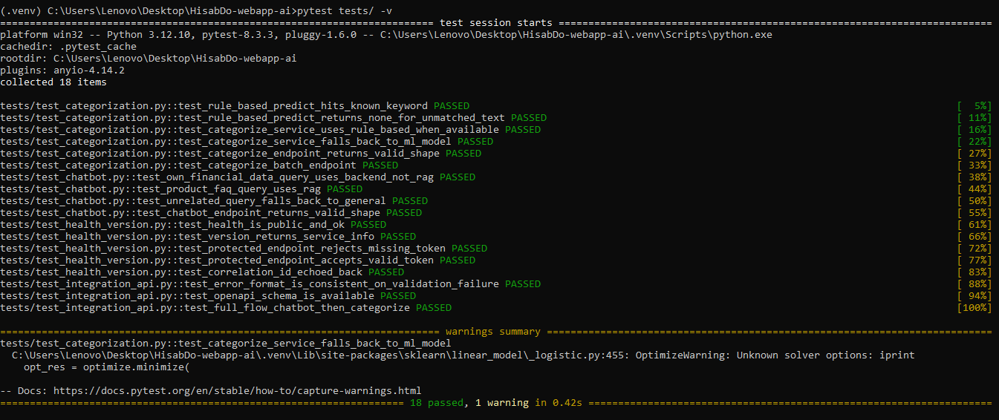 (.venv) C:\Users\Lenovo\Desktop\HisabDo-webapp-ai>pytest tests/ -v
========================================================================= test session starts =========================================================================
platform win32 -- Python 3.12.10, pytest-8.3.3, pluggy-1.6.0 -- C:\Users\Lenovo\Desktop\HisabDo-webapp-ai\.venv\Scripts\python.exe
cachedir: .pytest_cache
rootdir: C:\Users\Lenovo\Desktop\HisabDo-webapp-ai
plugins: anyio-4.14.2
collected 18 items
tests/test_categorization.py::test_rule_based_predict_hits_known_keyword PASSED [  5%]
tests/test_categorization.py::test_rule_based_predict_returns_none_for_unmatched_text PASSED [ 11%]
tests/test_categorization.py::test_categorize_service_uses_rule_based_when_available PASSED [ 16%]
tests/test_categorization.py::test_categorize_service_falls_back_to_ml_model PASSED [ 22%]
tests/test_categorization.py::test_categorize_endpoint_returns_valid_shape PASSED [ 27%]
tests/test_categorization.py::test_categorize_batch_endpoint PASSED [ 33%]
tests/test_chatbot.py::test_own_financial_data_query_uses_backend_not_rag PASSED [ 38%]
tests/test_chatbot.py::test_product_faq_query_uses_rag PASSED [ 44%]
tests/test_chatbot.py::test_unrelated_query_falls_back_to_general PASSED [ 50%]
tests/test_chatbot.py::test_chatbot_endpoint_returns_valid_shape PASSED [ 55%]
tests/test_health_version.py::test_health_is_public_and_ok PASSED [ 61%]
tests/test_health_version.py::test_version_returns_service_info PASSED [ 66%]
tests/test_health_version.py::test_protected_endpoint_rejects_missing_token PASSED [ 72%]
tests/test_health_version.py::test_protected_endpoint_accepts_valid_token PASSED [ 77%]
tests/test_health_version.py::test_correlation_id_echoed_back PASSED [ 83%]
tests/test_integration_api.py::test_error_format_is_consistent_on_validation_failure PASSED [ 88%]
tests/test_integration_api.py::test_openapi_schema_is_available PASSED [ 94%]
tests/test_integration_api.py::test_full_flow_chatbot_then_categorize PASSED [100%]
========================================================================== warnings summary ===========================================================================
tests/test_categorization.py::test_categorize_service_falls_back_to_ml_model
  C:\Users\Lenovo\Desktop\HisabDo-webapp-ai\.venv\Lib\site-packages\sklearn\linear_model\_logistic.py:455: OptimizeWarning: Unknown solver options: iprint
    opt_res = optimize.minimize(
-- Docs: https://docs.pytest.org/en/stable/how-to/capture-warnings.html
==================================================================== 18 passed, 1 warning in 0.42s ====================================================================